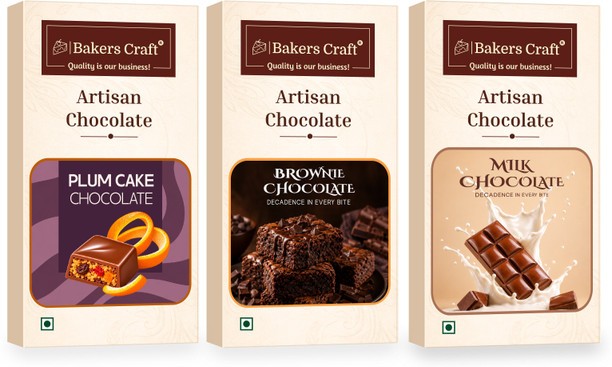 Bakers Craft
Quality is our business!
Artisan
Chocolate
PLUM CAKE
CHOCOLATE
Bakers Craft
Quality is our business!
Artisan
Chocolate
BROWNIE
CHOCOLATE
DECADENCE IN EVERY BITE
Bakers Craft
Quality is our business!
Artisan
Chocolate
MILK
CHOCOLATE
DECADENCE IN EVERY BITE